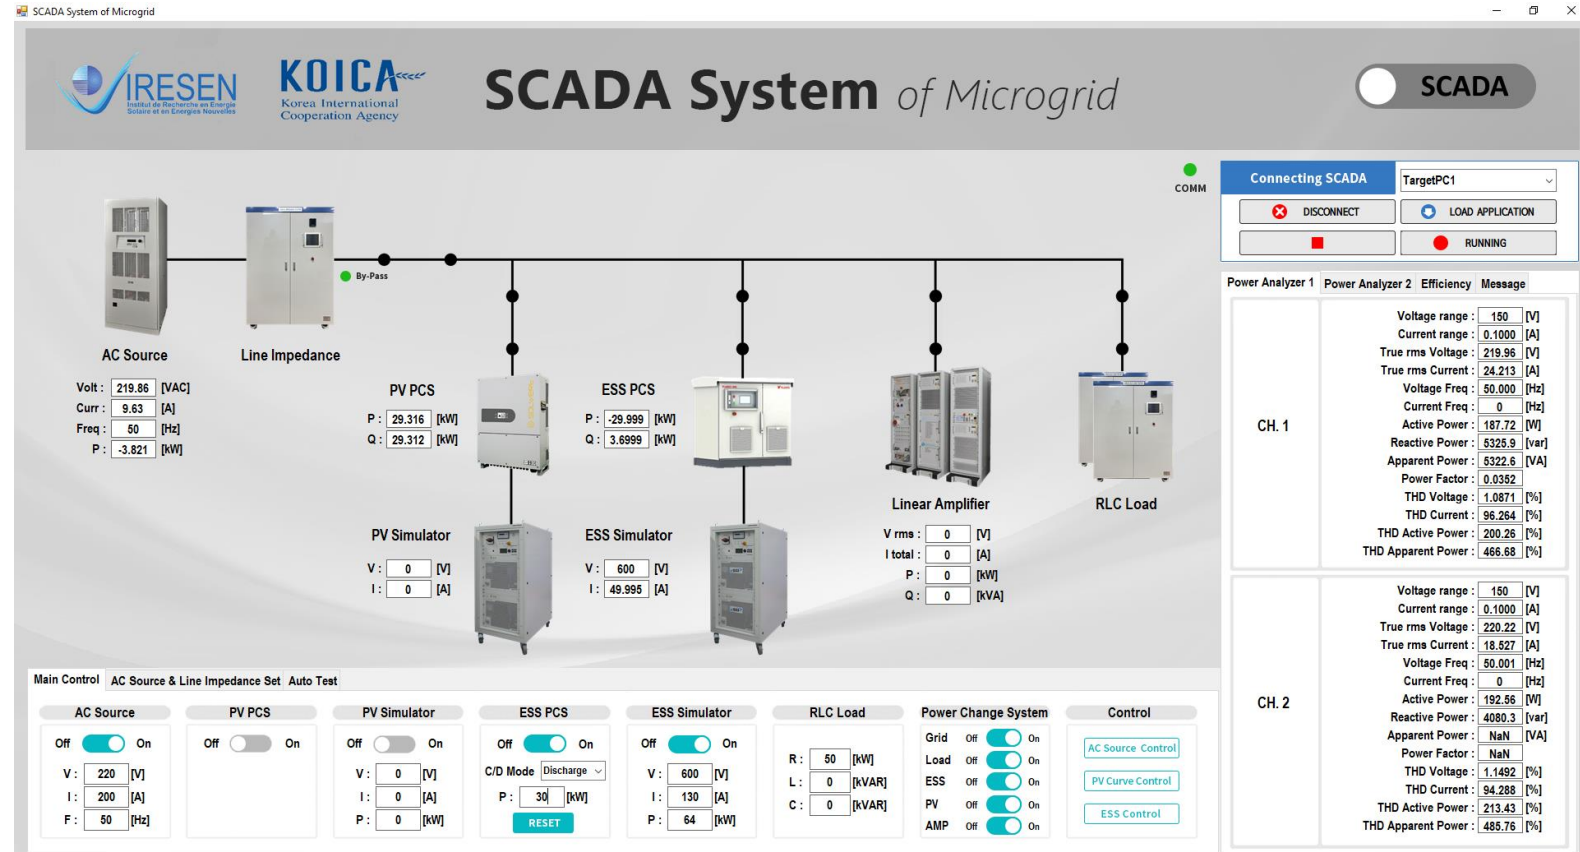 SCADA System of Microgrid
IRESEN
Institut de Recherche en Energie
Solaire et en Energies Nouvelles
KOICA
Korea International
Cooperation Agency
SCADA System of Microgrid
SCADA
COMM
Connecting SCADA TargetPC1
DISCONNECT LOAD APPLICATION
RUNNING
By-Pass
AC Source
Line Impedance
Volt : 219.86 [VAC]
Curr : 9.63 [A]
Freq : 50 [Hz]
P : -3.821 [kW]
PV PCS
P : 29.316 [kW]
Q : 29.312 [kW]
ESS PCS
P : -29.999 [kW]
Q : 3.6999 [kW]
PV Simulator
V : 0 [V]
I : 0 [A]
ESS Simulator
V : 600 [V]
I : 49.995 [A]
Linear Amplifier
V rms : 0 [V]
I total : 0 [A]
P : 0 [kW]
Q : 0 [kVA]
RLC Load
Power Analyzer 1 Power Analyzer 2 Efficiency Message
CH. 1
Voltage range : 150 [V]
Current range : 0.1000 [A]
True rms Voltage : 219.96 [V]
True rms Current : 24.213 [A]
Voltage Freq : 50.000 [Hz]
Current Freq : 0 [Hz]
Active Power : 187.72 [W]
Reactive Power : 5325.9 [var]
Apparent Power : 5322.6 [VA]
Power Factor : 0.0352
THD Voltage : 1.0871 [%]
THD Current : 96.264 [%]
THD Active Power : 200.26 [%]
THD Apparent Power : 466.68 [%]
CH. 2
Voltage range : 150 [V]
Current range : 0.1000 [A]
True rms Voltage : 220.22 [V]
True rms Current : 18.527 [A]
Voltage Freq : 50.001 [Hz]
Current Freq : 0 [Hz]
Active Power : 192.56 [W]
Reactive Power : 4080.3 [var]
Apparent Power : NaN [VA]
Power Factor : NaN
THD Voltage : 1.1492 [%]
THD Current : 94.288 [%]
THD Active Power : 213.43 [%]
THD Apparent Power : 485.76 [%]
Main Control AC Source & Line Impedance Set Auto Test
AC Source
Off On
V : 220 [V]
I : 200 [A]
F : 50 [Hz]
PV PCS
Off On
PV Simulator
Off On
V : 0 [V]
I : 0 [A]
P : 0 [kW]
ESS PCS
Off On
C/D Mode Discharge
P : 30 [kW]
RESET
ESS Simulator
Off On
V : 600 [V]
I : 130 [A]
P : 64 [kW]
RLC Load
R : 50 [kW]
L : 0 [kVAR]
C : 0 [kVAR]
Power Change System
Grid Off On
Load Off On
ESS Off On
PV Off On
AMP Off On
Control
AC Source Control
PV Curve Control
ESS Control